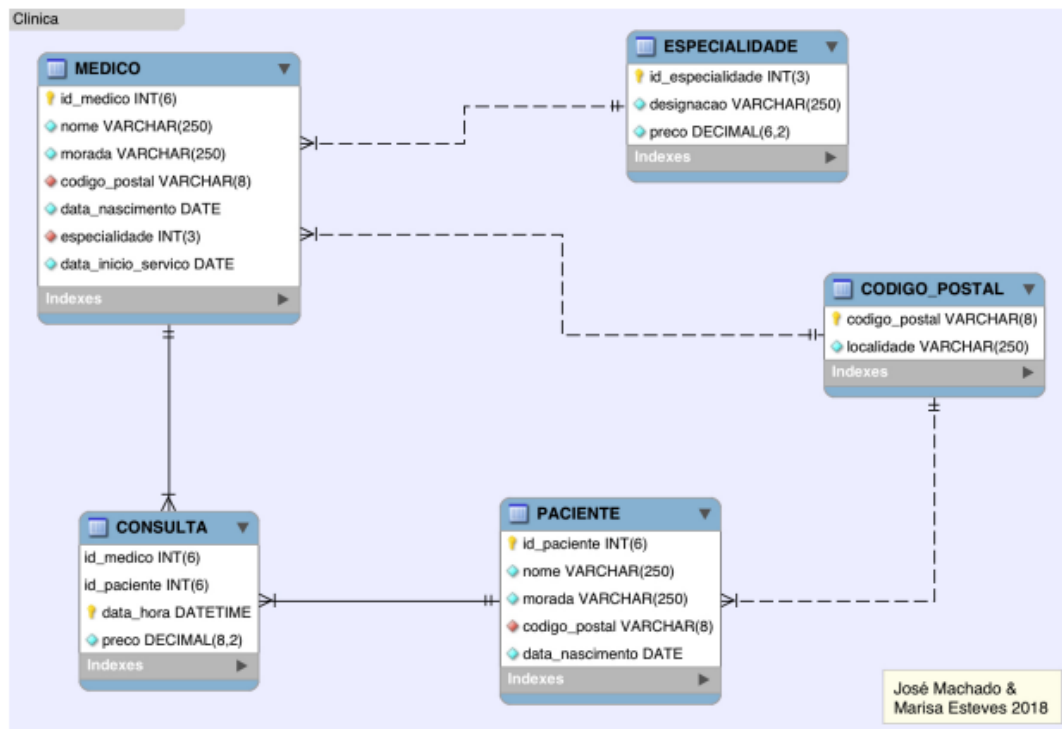 Clinica
MEDICO
id_medico INT(6)
nome VARCHAR(250)
morada VARCHAR(250)
codigo_postal VARCHAR(8)
data_nascimento DATE
especialidade INT(3)
data_inicio_servico DATE
Indexes
ESPECIALIDADE
id_especialidade INT(3)
designacao VARCHAR(250)
preco DECIMAL(6,2)
Indexes
CODIGO_POSTAL
codigo_postal VARCHAR(8)
localidade VARCHAR(250)
Indexes
CONSULTA
id_medico INT(6)
id_paciente INT(6)
data_hora DATETIME
preco DECIMAL(8,2)
Indexes
PACIENTE
id_paciente INT(6)
nome VARCHAR(250)
morada VARCHAR(250)
codigo_postal VARCHAR(8)
data_nascimento DATE
Indexes
José Machado &
Marisa Esteves 2018